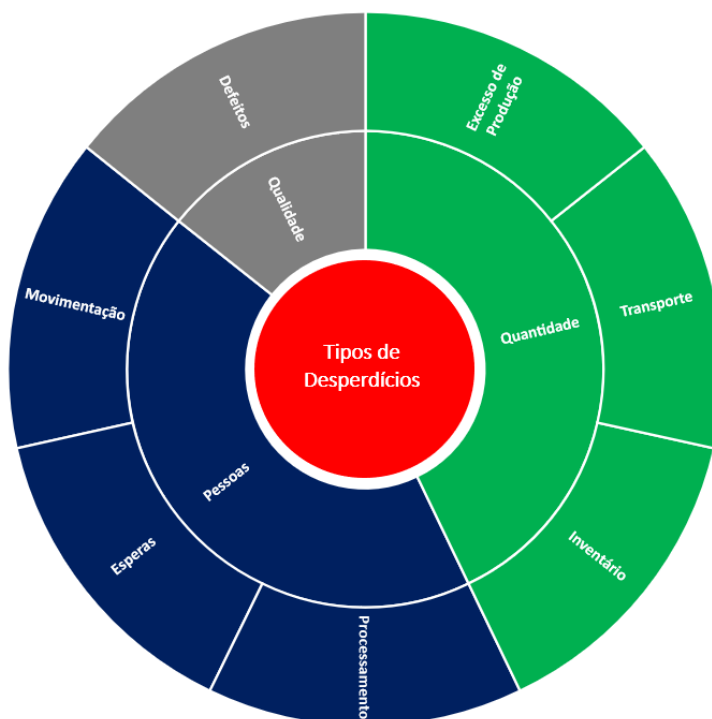 Tipos de
Desperdícios
Quantidade
Excesso de
Produção
Transporte
Inventário
Pessoas
Processamento
Esperas
Movimentação
Qualidade
Defeitos